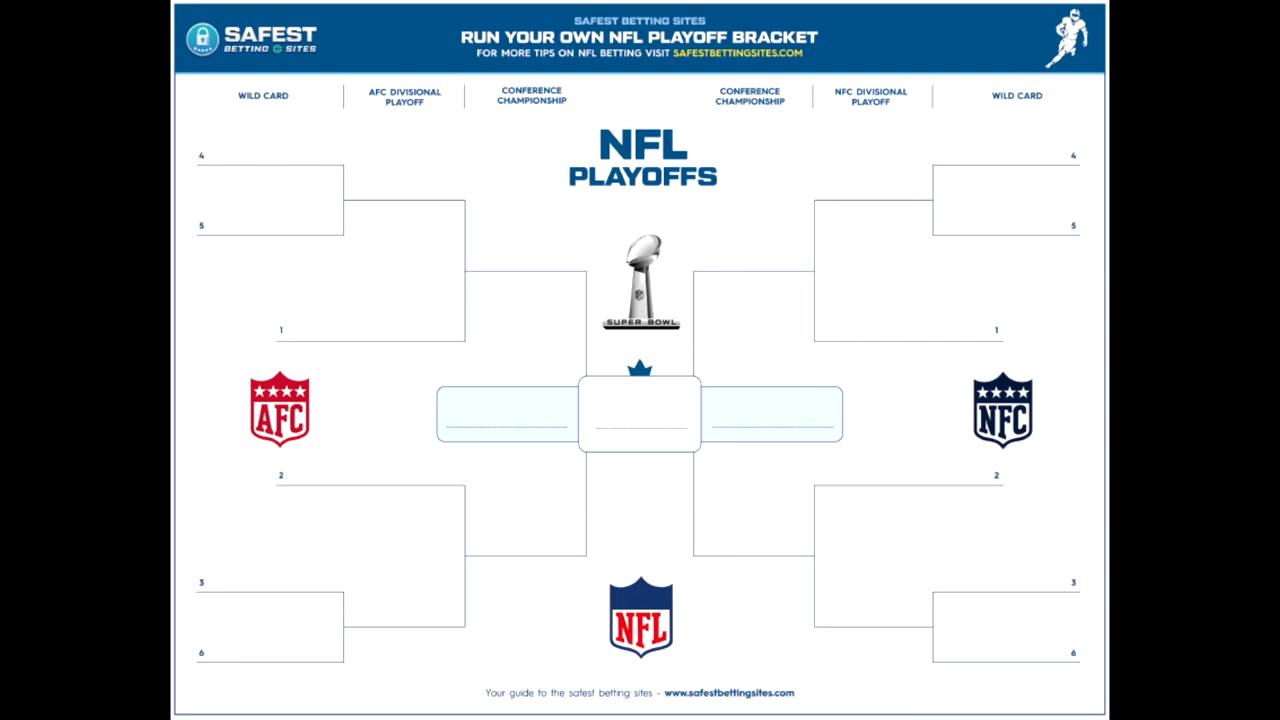 SAFEST
BETTING SITES
SAFEST BETTING SITES
RUN YOUR OWN NFL PLAYOFF BRACKET
FOR MORE TIPS ON NFL BETTING VISIT SAFESTBETTINGSITES.COM
WILD CARD
AFC DIVISIONAL
PLAYOFF
CONFERENCE
CHAMPIONSHIP
CONFERENCE
CHAMPIONSHIP
NFC DIVISIONAL
PLAYOFF
WILD CARD
NFL
PLAYOFFS
4
4
5
5
SUPER BOWL
1
1
AFC
NFC
2
2
3
3
NFL
6
6
Your guide to the safest betting sites - www.safestbettingsites.com